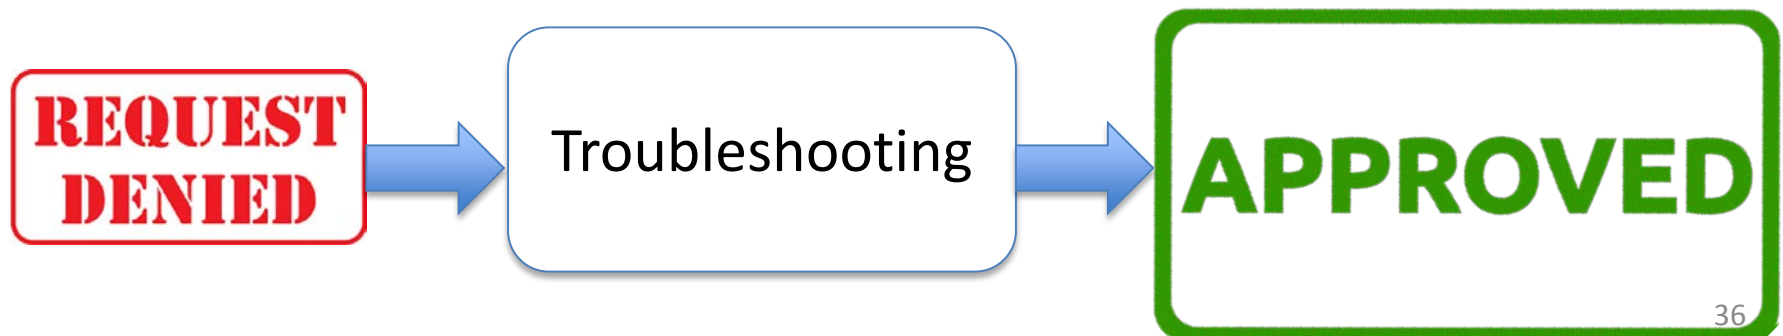 REQUEST
DENIED
Troubleshooting
APPROVED
36